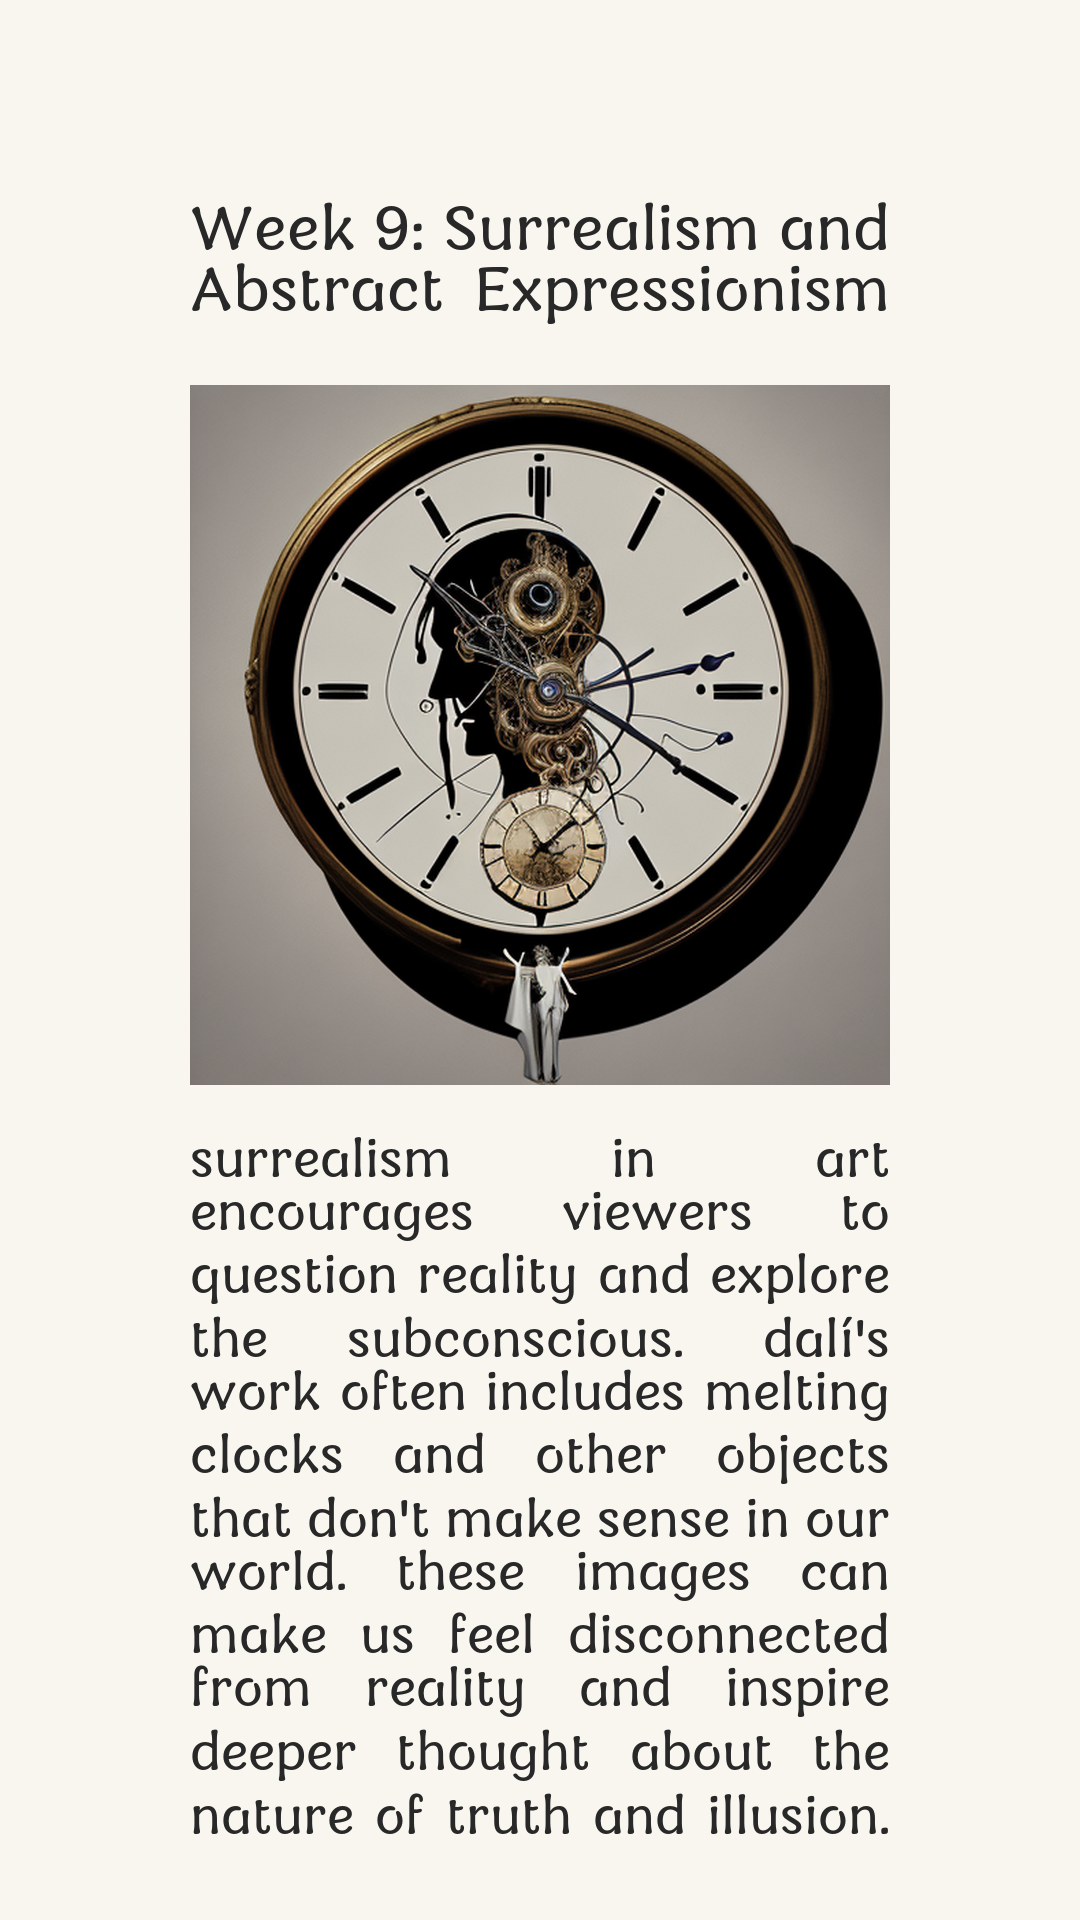 Week 9: Surrealism and
Abstract Expressionism
surrealism in art
encourages viewers to
question reality and explore
the subconscious. dalí's
work often includes melting
clocks and other objects
that don't make sense in our
world. these images can
make us feel disconnected
from reality and inspire
deeper thought about the
nature of truth and illusion.